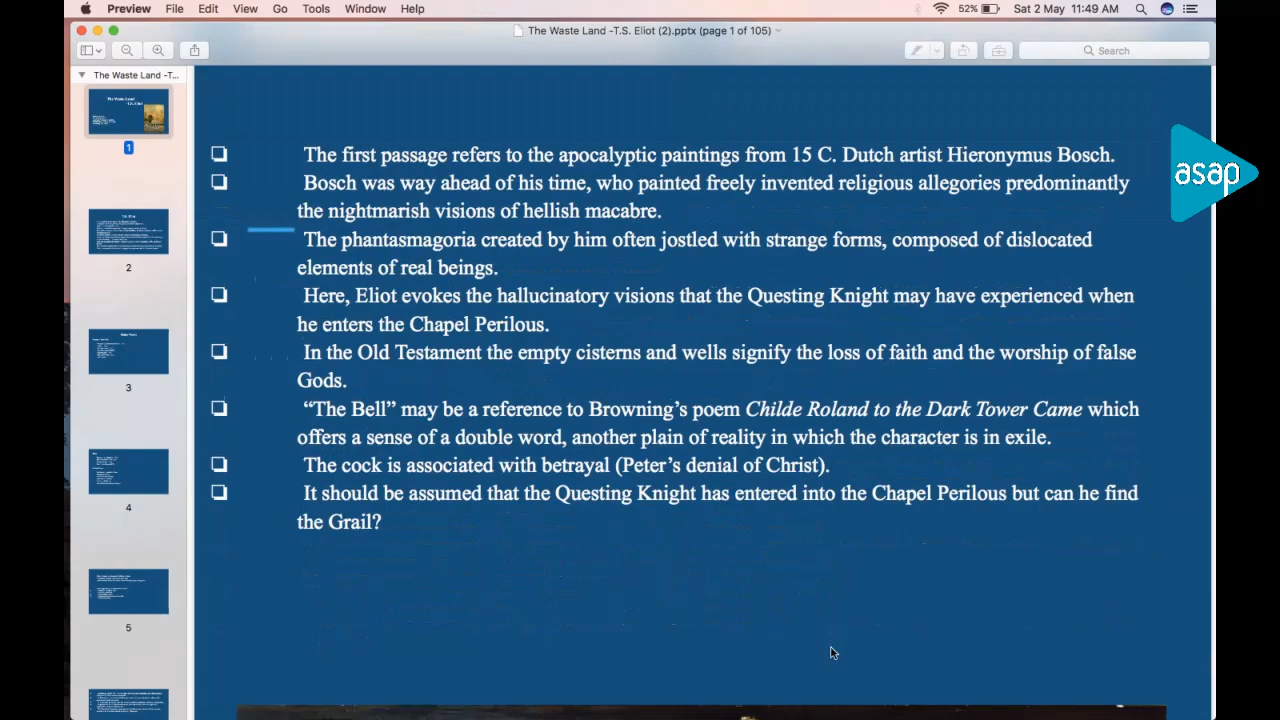 Preview File Edit View Go Tools Window Help 52% Sat 2 May 11:49 AM
The Waste Land -T.S. Eliot (2).pptx (page 1 of 105)
Search
The Waste Land -T...
1
2
3
4
5
The first passage refers to the apocalyptic paintings from 15 C. Dutch artist Hieronymus Bosch.
Bosch was way ahead of his time, who painted freely invented religious allegories predominantly
the nightmarish visions of hellish macabre.
The phantasmagoria created by him often jostled with strange forms, composed of dislocated
elements of real beings.
Here, Eliot evokes the hallucinatory visions that the Questing Knight may have experienced when
he enters the Chapel Perilous.
In the Old Testament the empty cisterns and wells signify the loss of faith and the worship of false
Gods.
“The Bell” may be a reference to Browning’s poem Childe Roland to the Dark Tower Came which
offers a sense of a double word, another plain of reality in which the character is in exile.
The cock is associated with betrayal (Peter’s denial of Christ).
It should be assumed that the Questing Knight has entered into the Chapel Perilous but can he find
the Grail?
asap